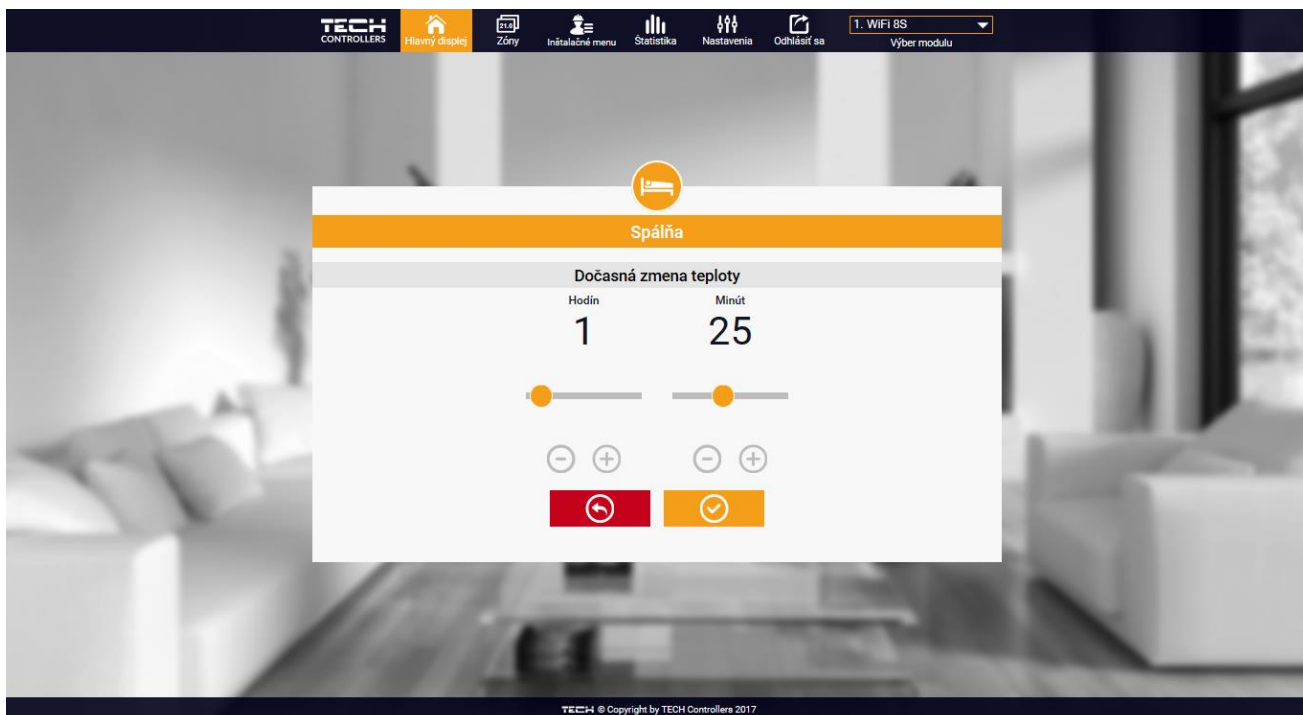 TECH
CONTROLLERS
Hlavný displej
21.0
Zóny
Inštalačné menu
Štatistika
Nastavenia
Odhlásiť sa
1. WiFi 8S
Výber modulu
Spálňa
Dočasná zmena teploty
Hodín Minút
1 25
TECH © Copyright by TECH Controllers 2017